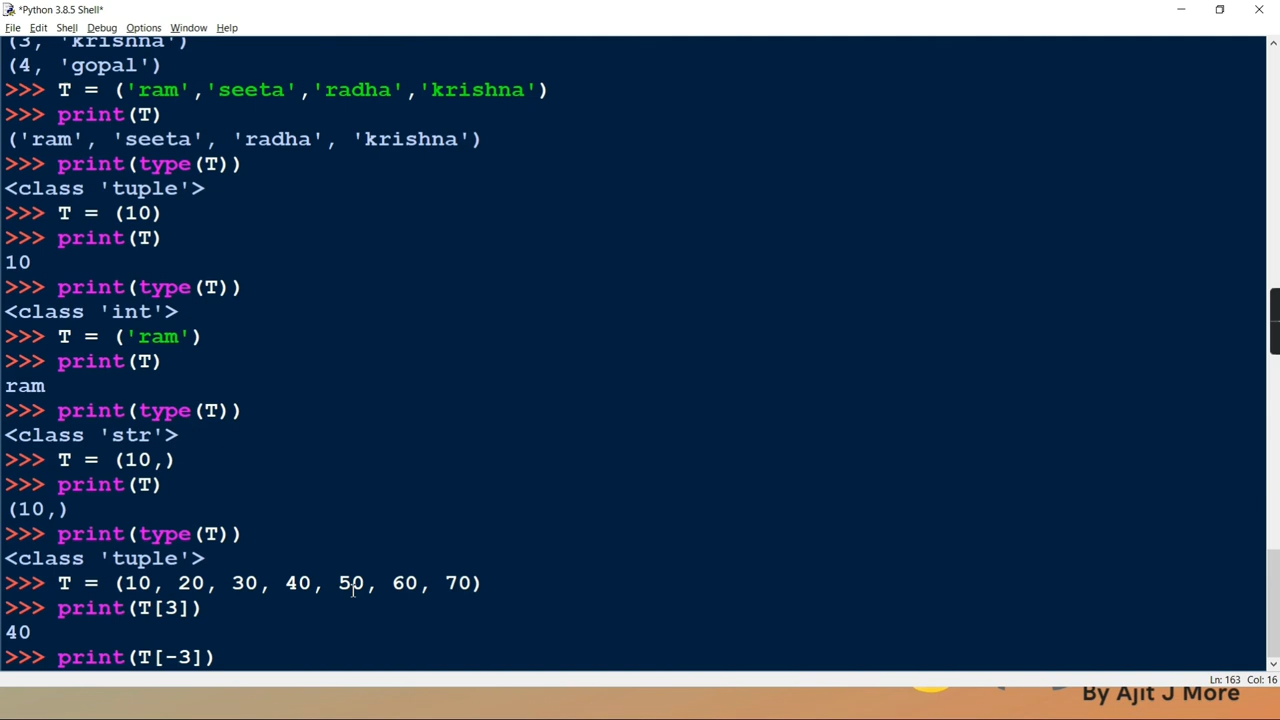 *Python 3.8.5 Shell*
File Edit Shell Debug Options Window Help
(3, 'krishna')
(4, 'gopal')
>>> T = ('ram','seeta','radha','krishna')
>>> print(T)
('ram', 'seeta', 'radha', 'krishna')
>>> print(type(T))
<class 'tuple'>
>>> T = (10)
>>> print(T)
10
>>> print(type(T))
<class 'int'>
>>> T = ('ram')
>>> print(T)
ram
>>> print(type(T))
<class 'str'>
>>> T = (10,)
>>> print(T)
(10,)
>>> print(type(T))
<class 'tuple'>
>>> T = (10, 20, 30, 40, 50, 60, 70)
>>> print(T[3])
40
>>> print(T[-3])
Ln: 163 Col: 16
By Ajit J More